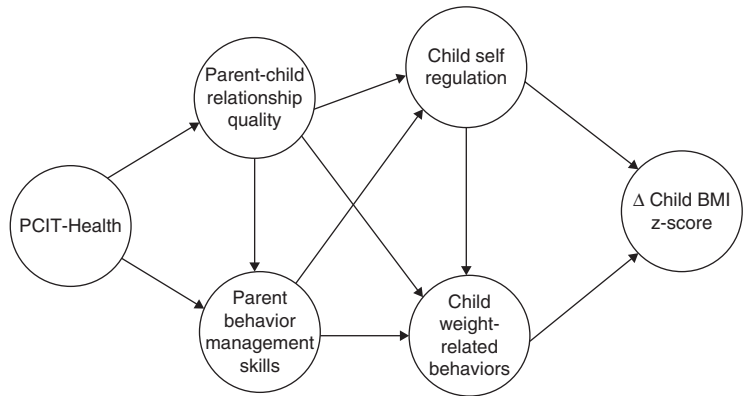 PCIT-Health
Parent-child
relationship
quality
Parent
behavior
management
skills
Child self
regulation
Child
weight-
related
behaviors
Δ Child BMI
z-score